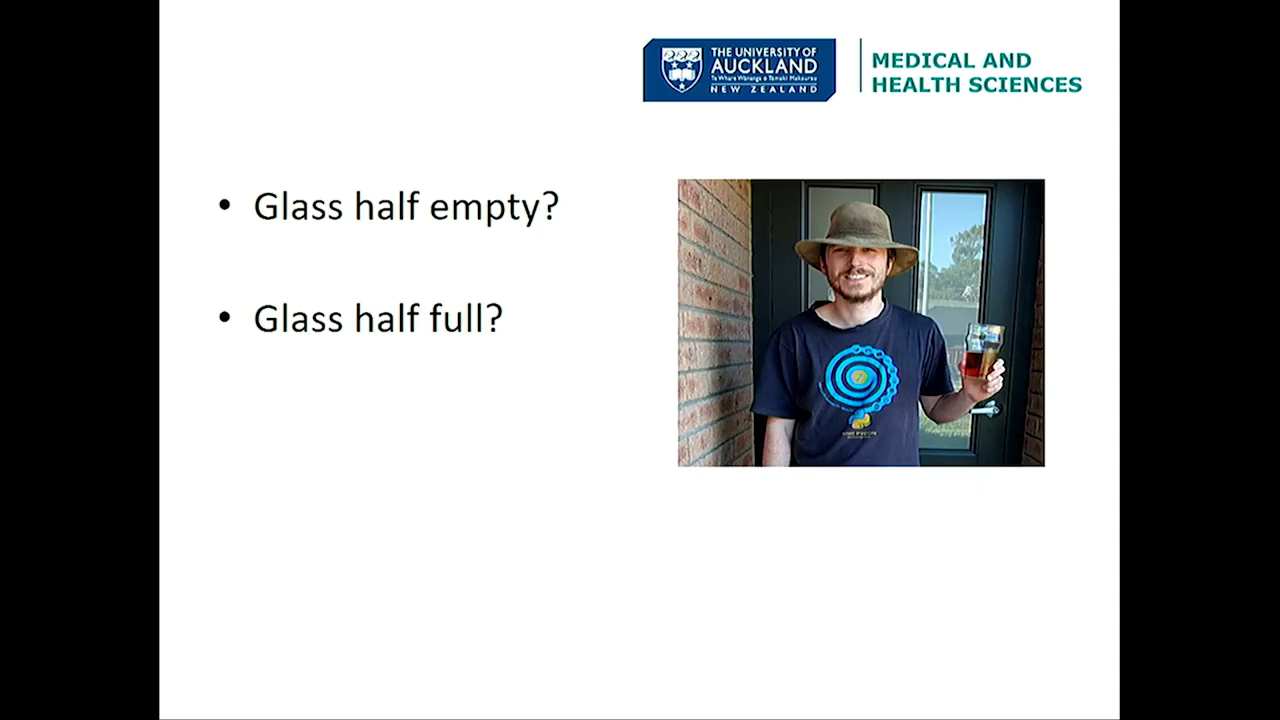 THE UNIVERSITY OF
AUCKLAND
Te Whare Wānanga o Tāmaki Makaurau
NEW ZEALAND
MEDICAL AND
HEALTH SCIENCES
• Glass half empty?
• Glass half full?